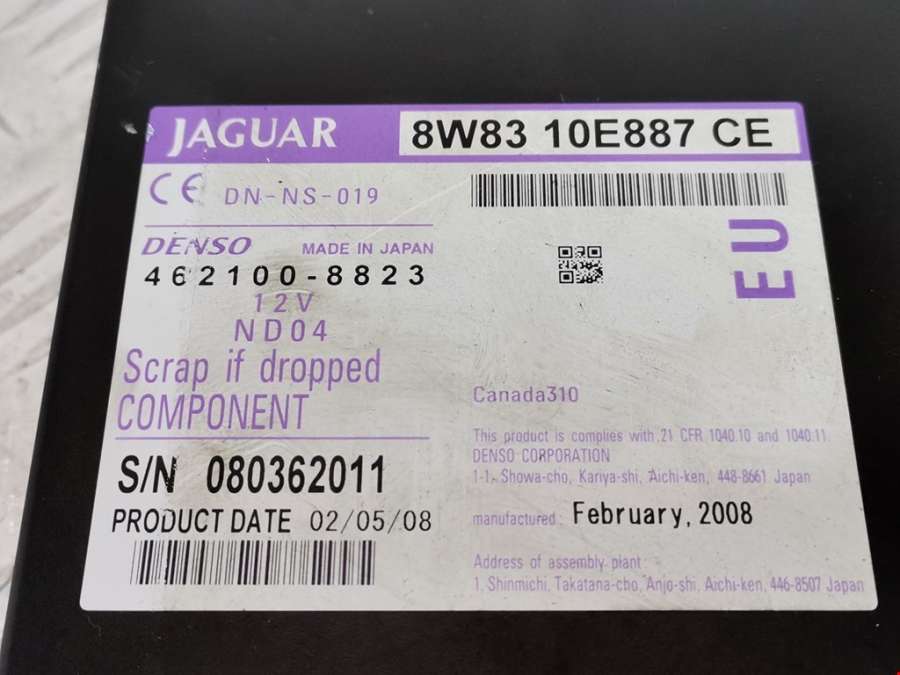 JAGUAR
8W83 10E887 CE
CE DN-NS-019
DENSO MADE IN JAPAN
462100-8823
12V
ND04
Scrap if dropped
COMPONENT
S/N 080362011
PRODUCT DATE 02/05/08
EU
Canada310
This product is complies with 21 CFR 1040.10 and 1040.11.
DENSO CORPORATION
1-1, Showa-cho, Kariya-shi, Aichi-ken, 448-8661 Japan
manufactured: February, 2008
Address of assembly plant
1, Shinmichi, Takatana-cho, Anjo-shi, Aichi-ken, 446-8507 Japan